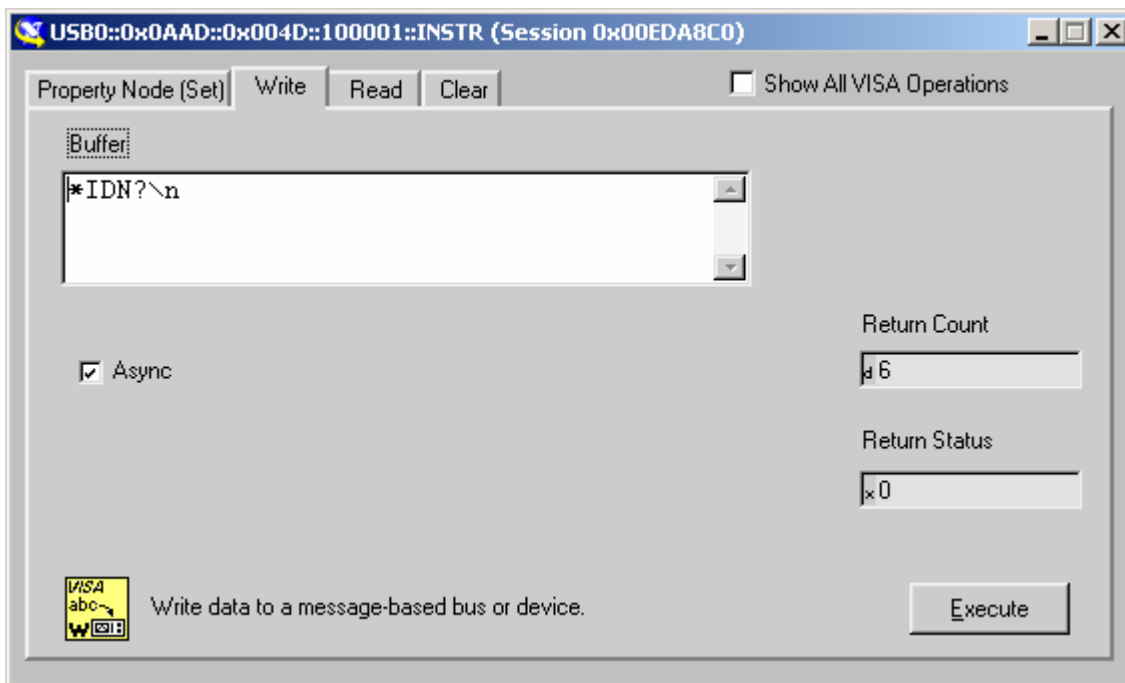 USB0::0x0AAD::0x004D::100001::INSTR (Session 0x00EDA8C0)
Property Node (Set) Write Read Clear Show All VISA Operations
Buffer
*IDN?\n
Return Count
Async
d 6
Return Status
x 0
VISA
abc
W
Write data to a message-based bus or device.
Execute